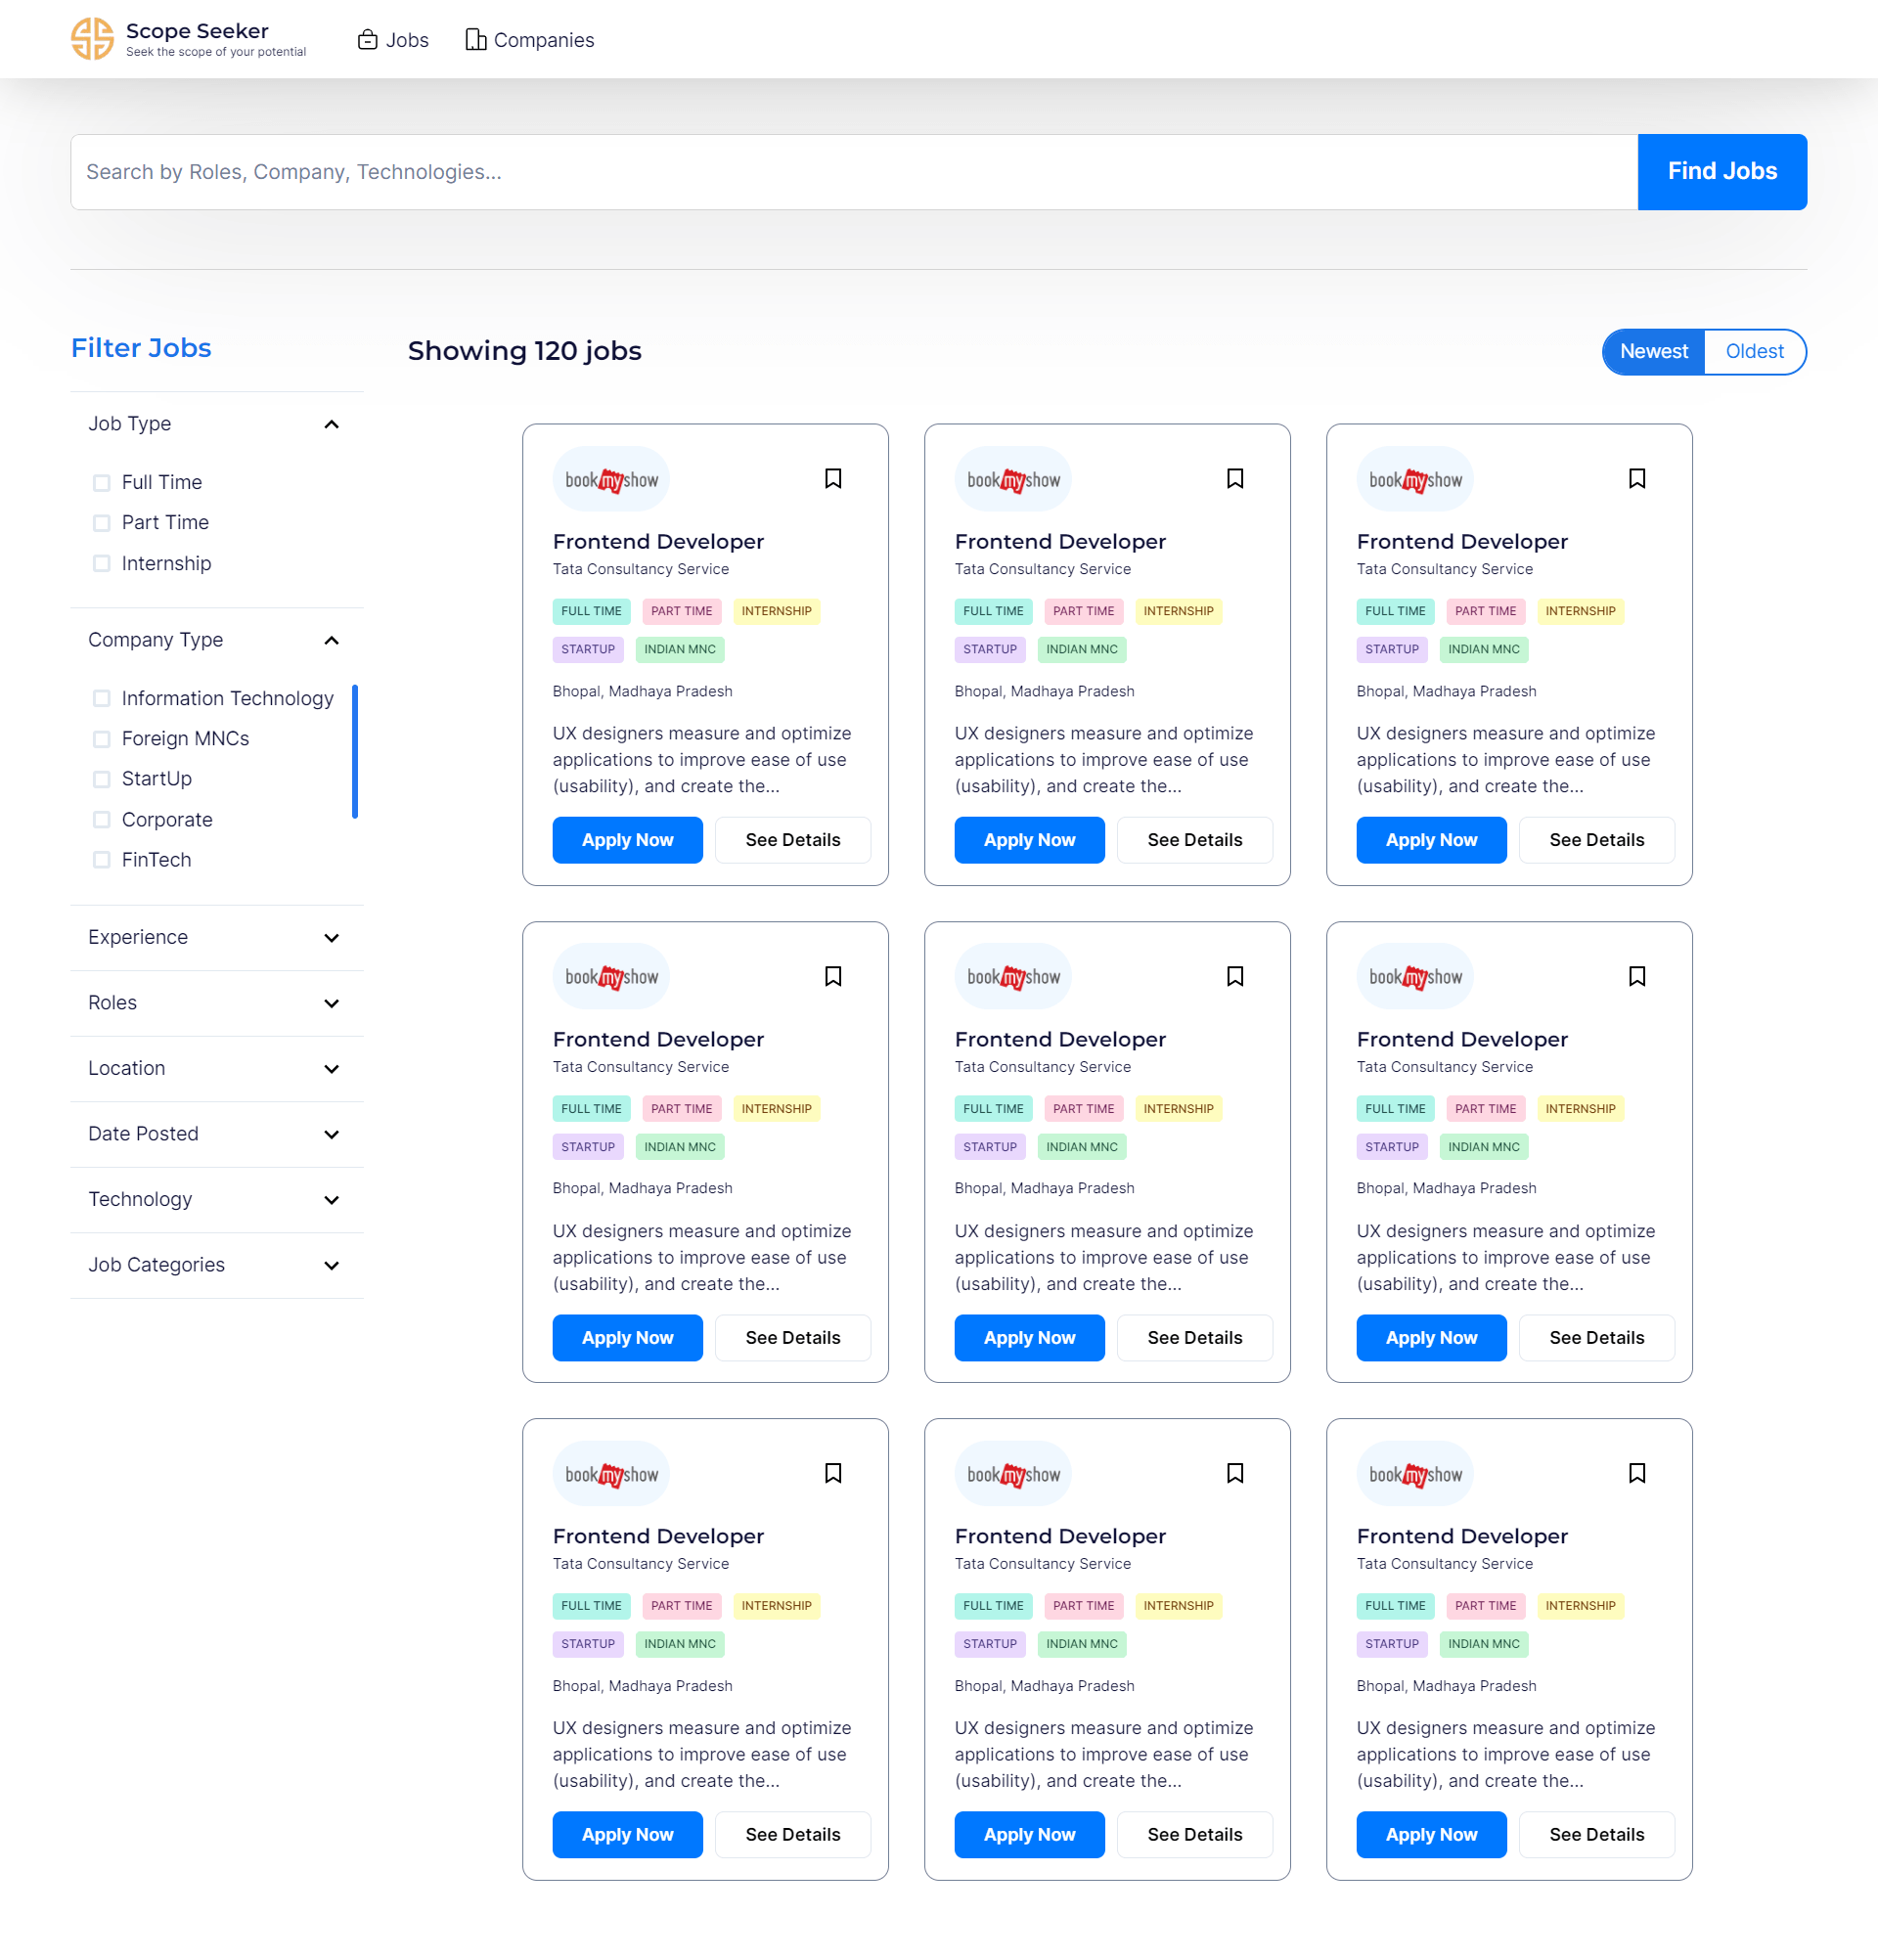 Scope Seeker
Seek the scope of your potential
Jobs
Companies
Search by Roles, Company, Technologies...
Find Jobs
Filter Jobs
Job Type
Full Time
Part Time
Internship
Company Type
Information Technology
Foreign MNCs
StartUp
Corporate
FinTech
Experience
Roles
Location
Date Posted
Technology
Job Categories
Showing 120 jobs
Newest
Oldest
bookmyshow
Frontend Developer
Tata Consultancy Service
FULL TIME PART TIME INTERNSHIP
STARTUP INDIAN MNC
Bhopal, Madhaya Pradesh
UX designers measure and optimize
applications to improve ease of use
(usability), and create the...
Apply Now See Details
bookmyshow
Frontend Developer
Tata Consultancy Service
FULL TIME PART TIME INTERNSHIP
STARTUP INDIAN MNC
Bhopal, Madhaya Pradesh
UX designers measure and optimize
applications to improve ease of use
(usability), and create the...
Apply Now See Details
bookmyshow
Frontend Developer
Tata Consultancy Service
FULL TIME PART TIME INTERNSHIP
STARTUP INDIAN MNC
Bhopal, Madhaya Pradesh
UX designers measure and optimize
applications to improve ease of use
(usability), and create the...
Apply Now See Details
bookmyshow
Frontend Developer
Tata Consultancy Service
FULL TIME PART TIME INTERNSHIP
STARTUP INDIAN MNC
Bhopal, Madhaya Pradesh
UX designers measure and optimize
applications to improve ease of use
(usability), and create the...
Apply Now See Details
bookmyshow
Frontend Developer
Tata Consultancy Service
FULL TIME PART TIME INTERNSHIP
STARTUP INDIAN MNC
Bhopal, Madhaya Pradesh
UX designers measure and optimize
applications to improve ease of use
(usability), and create the...
Apply Now See Details
bookmyshow
Frontend Developer
Tata Consultancy Service
FULL TIME PART TIME INTERNSHIP
STARTUP INDIAN MNC
Bhopal, Madhaya Pradesh
UX designers measure and optimize
applications to improve ease of use
(usability), and create the...
Apply Now See Details
bookmyshow
Frontend Developer
Tata Consultancy Service
FULL TIME PART TIME INTERNSHIP
STARTUP INDIAN MNC
Bhopal, Madhaya Pradesh
UX designers measure and optimize
applications to improve ease of use
(usability), and create the...
Apply Now See Details
bookmyshow
Frontend Developer
Tata Consultancy Service
FULL TIME PART TIME INTERNSHIP
STARTUP INDIAN MNC
Bhopal, Madhaya Pradesh
UX designers measure and optimize
applications to improve ease of use
(usability), and create the...
Apply Now See Details
bookmyshow
Frontend Developer
Tata Consultancy Service
FULL TIME PART TIME INTERNSHIP
STARTUP INDIAN MNC
Bhopal, Madhaya Pradesh
UX designers measure and optimize
applications to improve ease of use
(usability), and create the...
Apply Now See Details